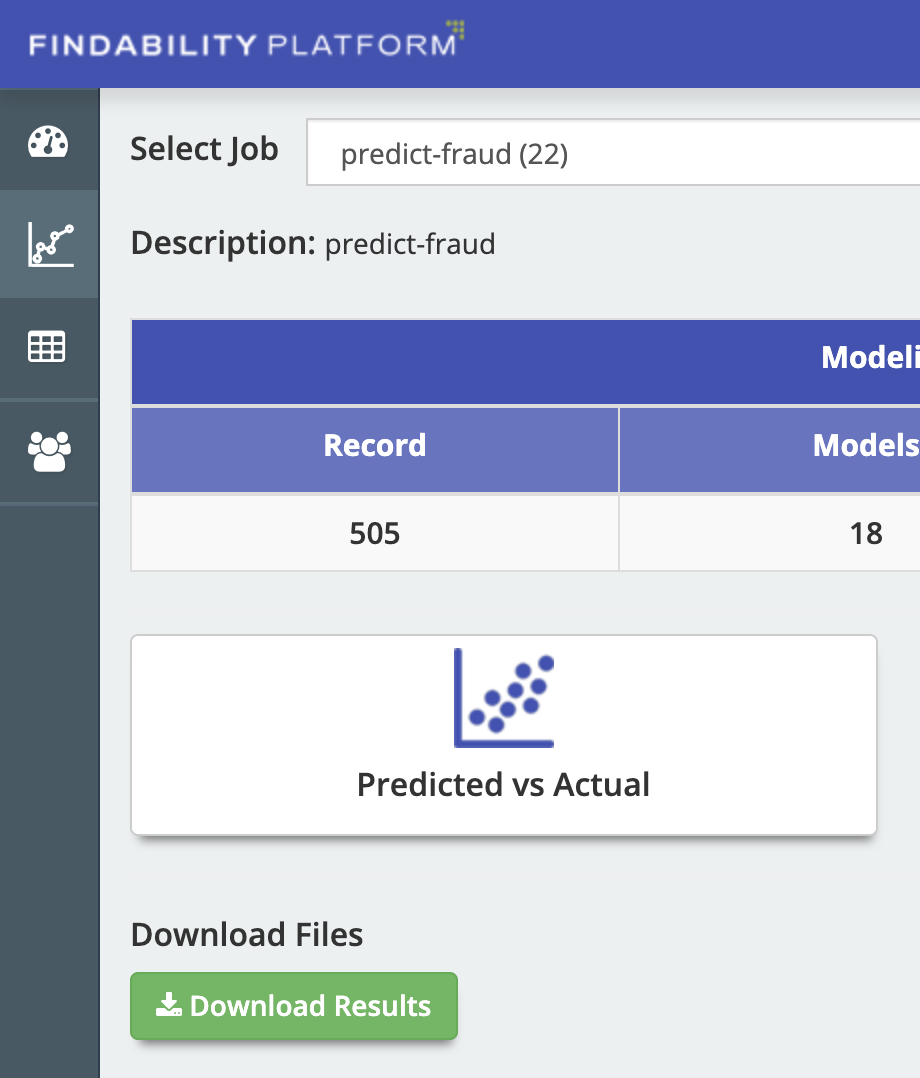 FINDABILITY PLATFORM
Select Job
predict-fraud (22)
Description: predict-fraud
Modeli
Record
Models
505
18
Predicted vs Actual
Download Files
Download Results